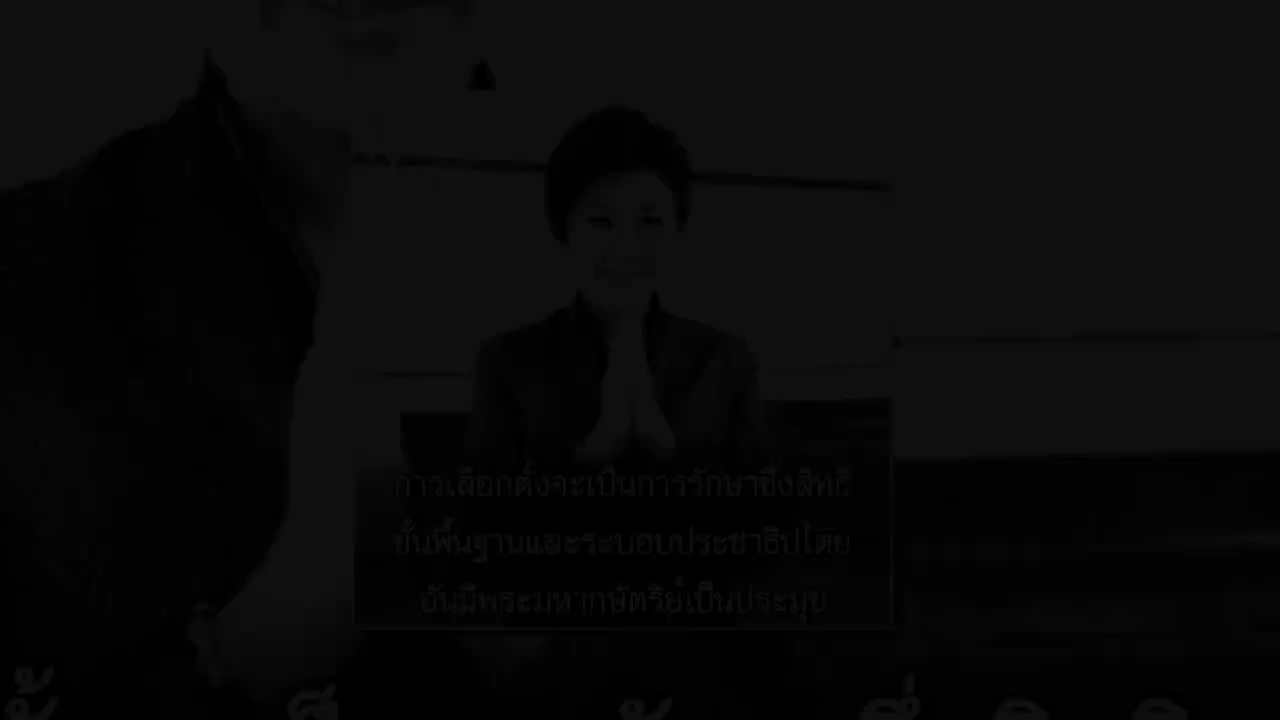 การเลือกตั้งจะเป็นการรักษาซึ่งสิทธิ
ขั้นพื้นฐานและระบอบประชาธิปไตย
อันมีพระมหากษัตริย์เป็นประมุข